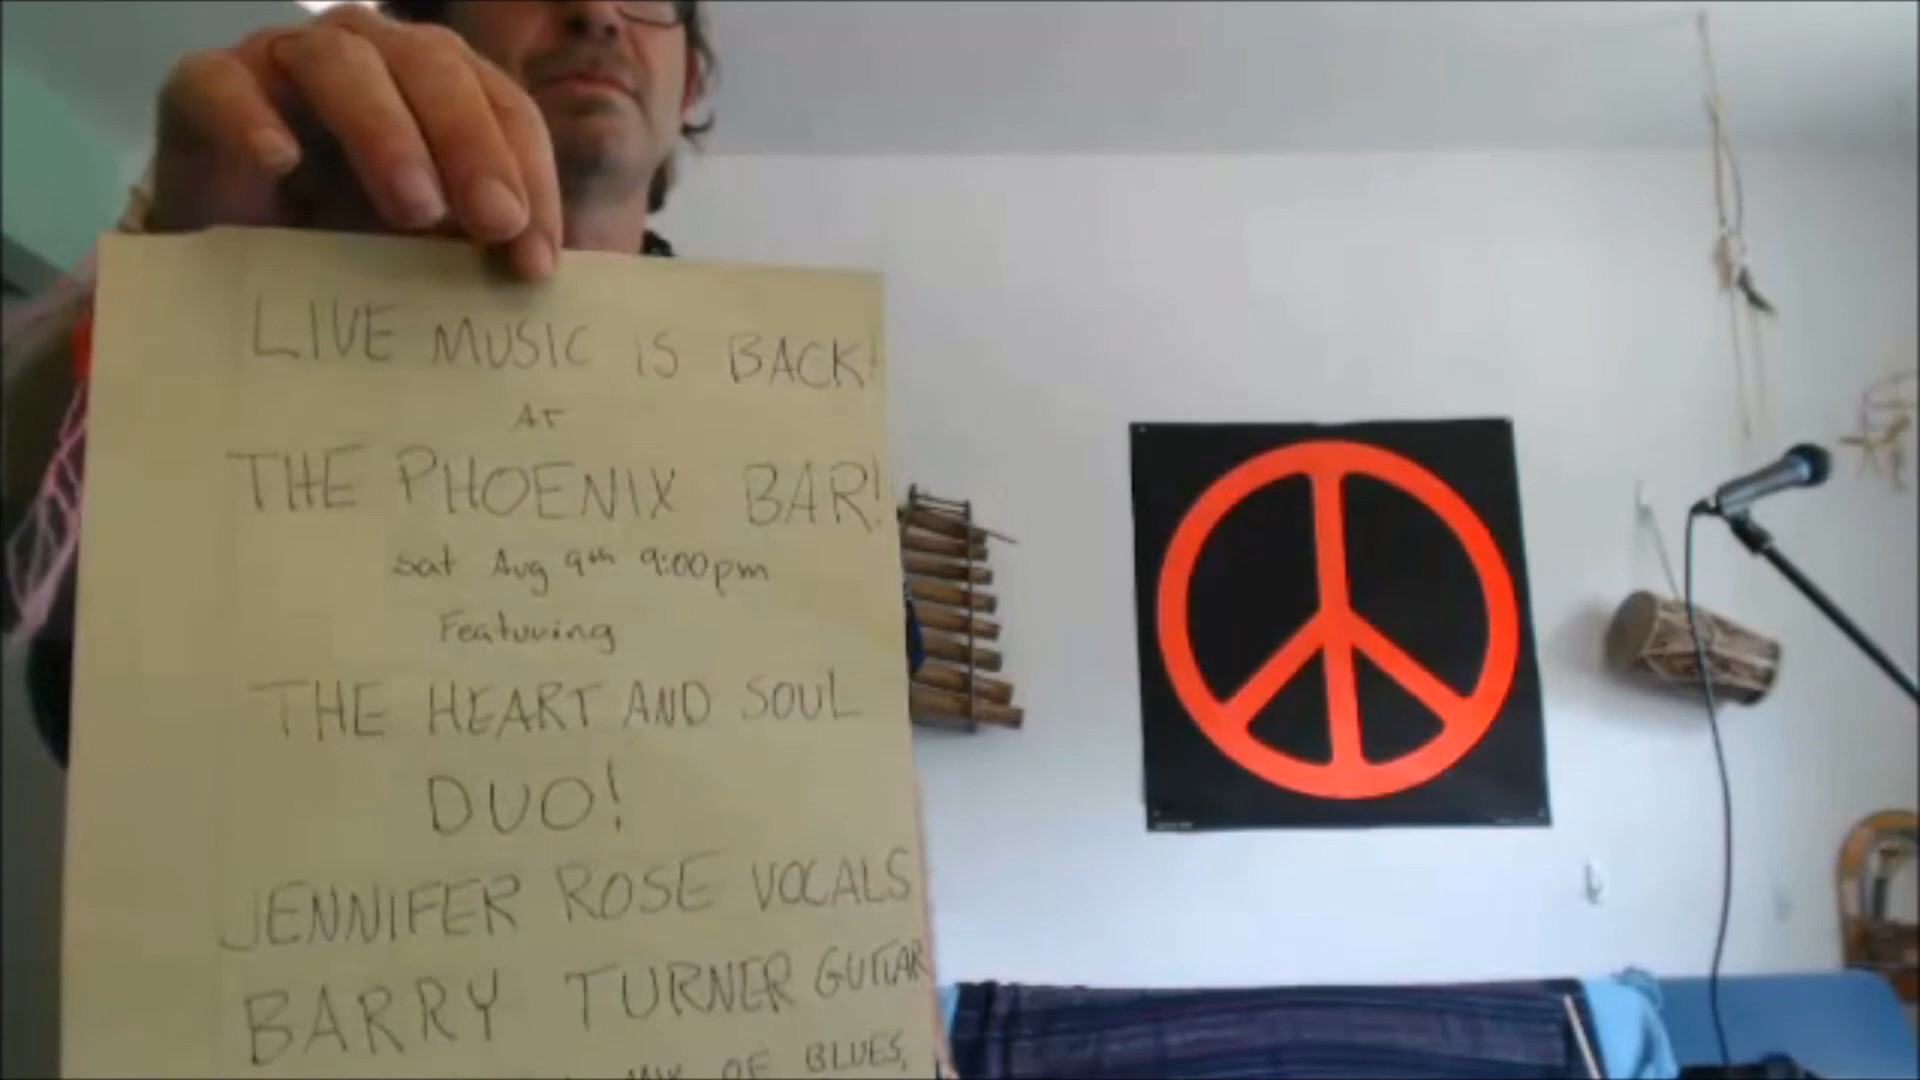 LIVE MUSIC IS BACK!
AT
THE PHOENIX BAR!
Sat Aug 9th 9:00pm
Featuring
THE HEART AND SOUL
DUO!
JENNIFER ROSE VOCALS
BARRY TURNER GUITAR
MIX OF BLUES,